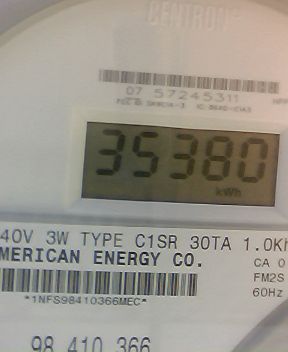 CENTRON
07 57245311
35380
kWh
40V 3W TYPE C1SR 30TA 1.0Kh
MERICAN ENERGY CO.
CA 0
FM2S
60Hz
*1NFS98410366MEC*
98 410 366